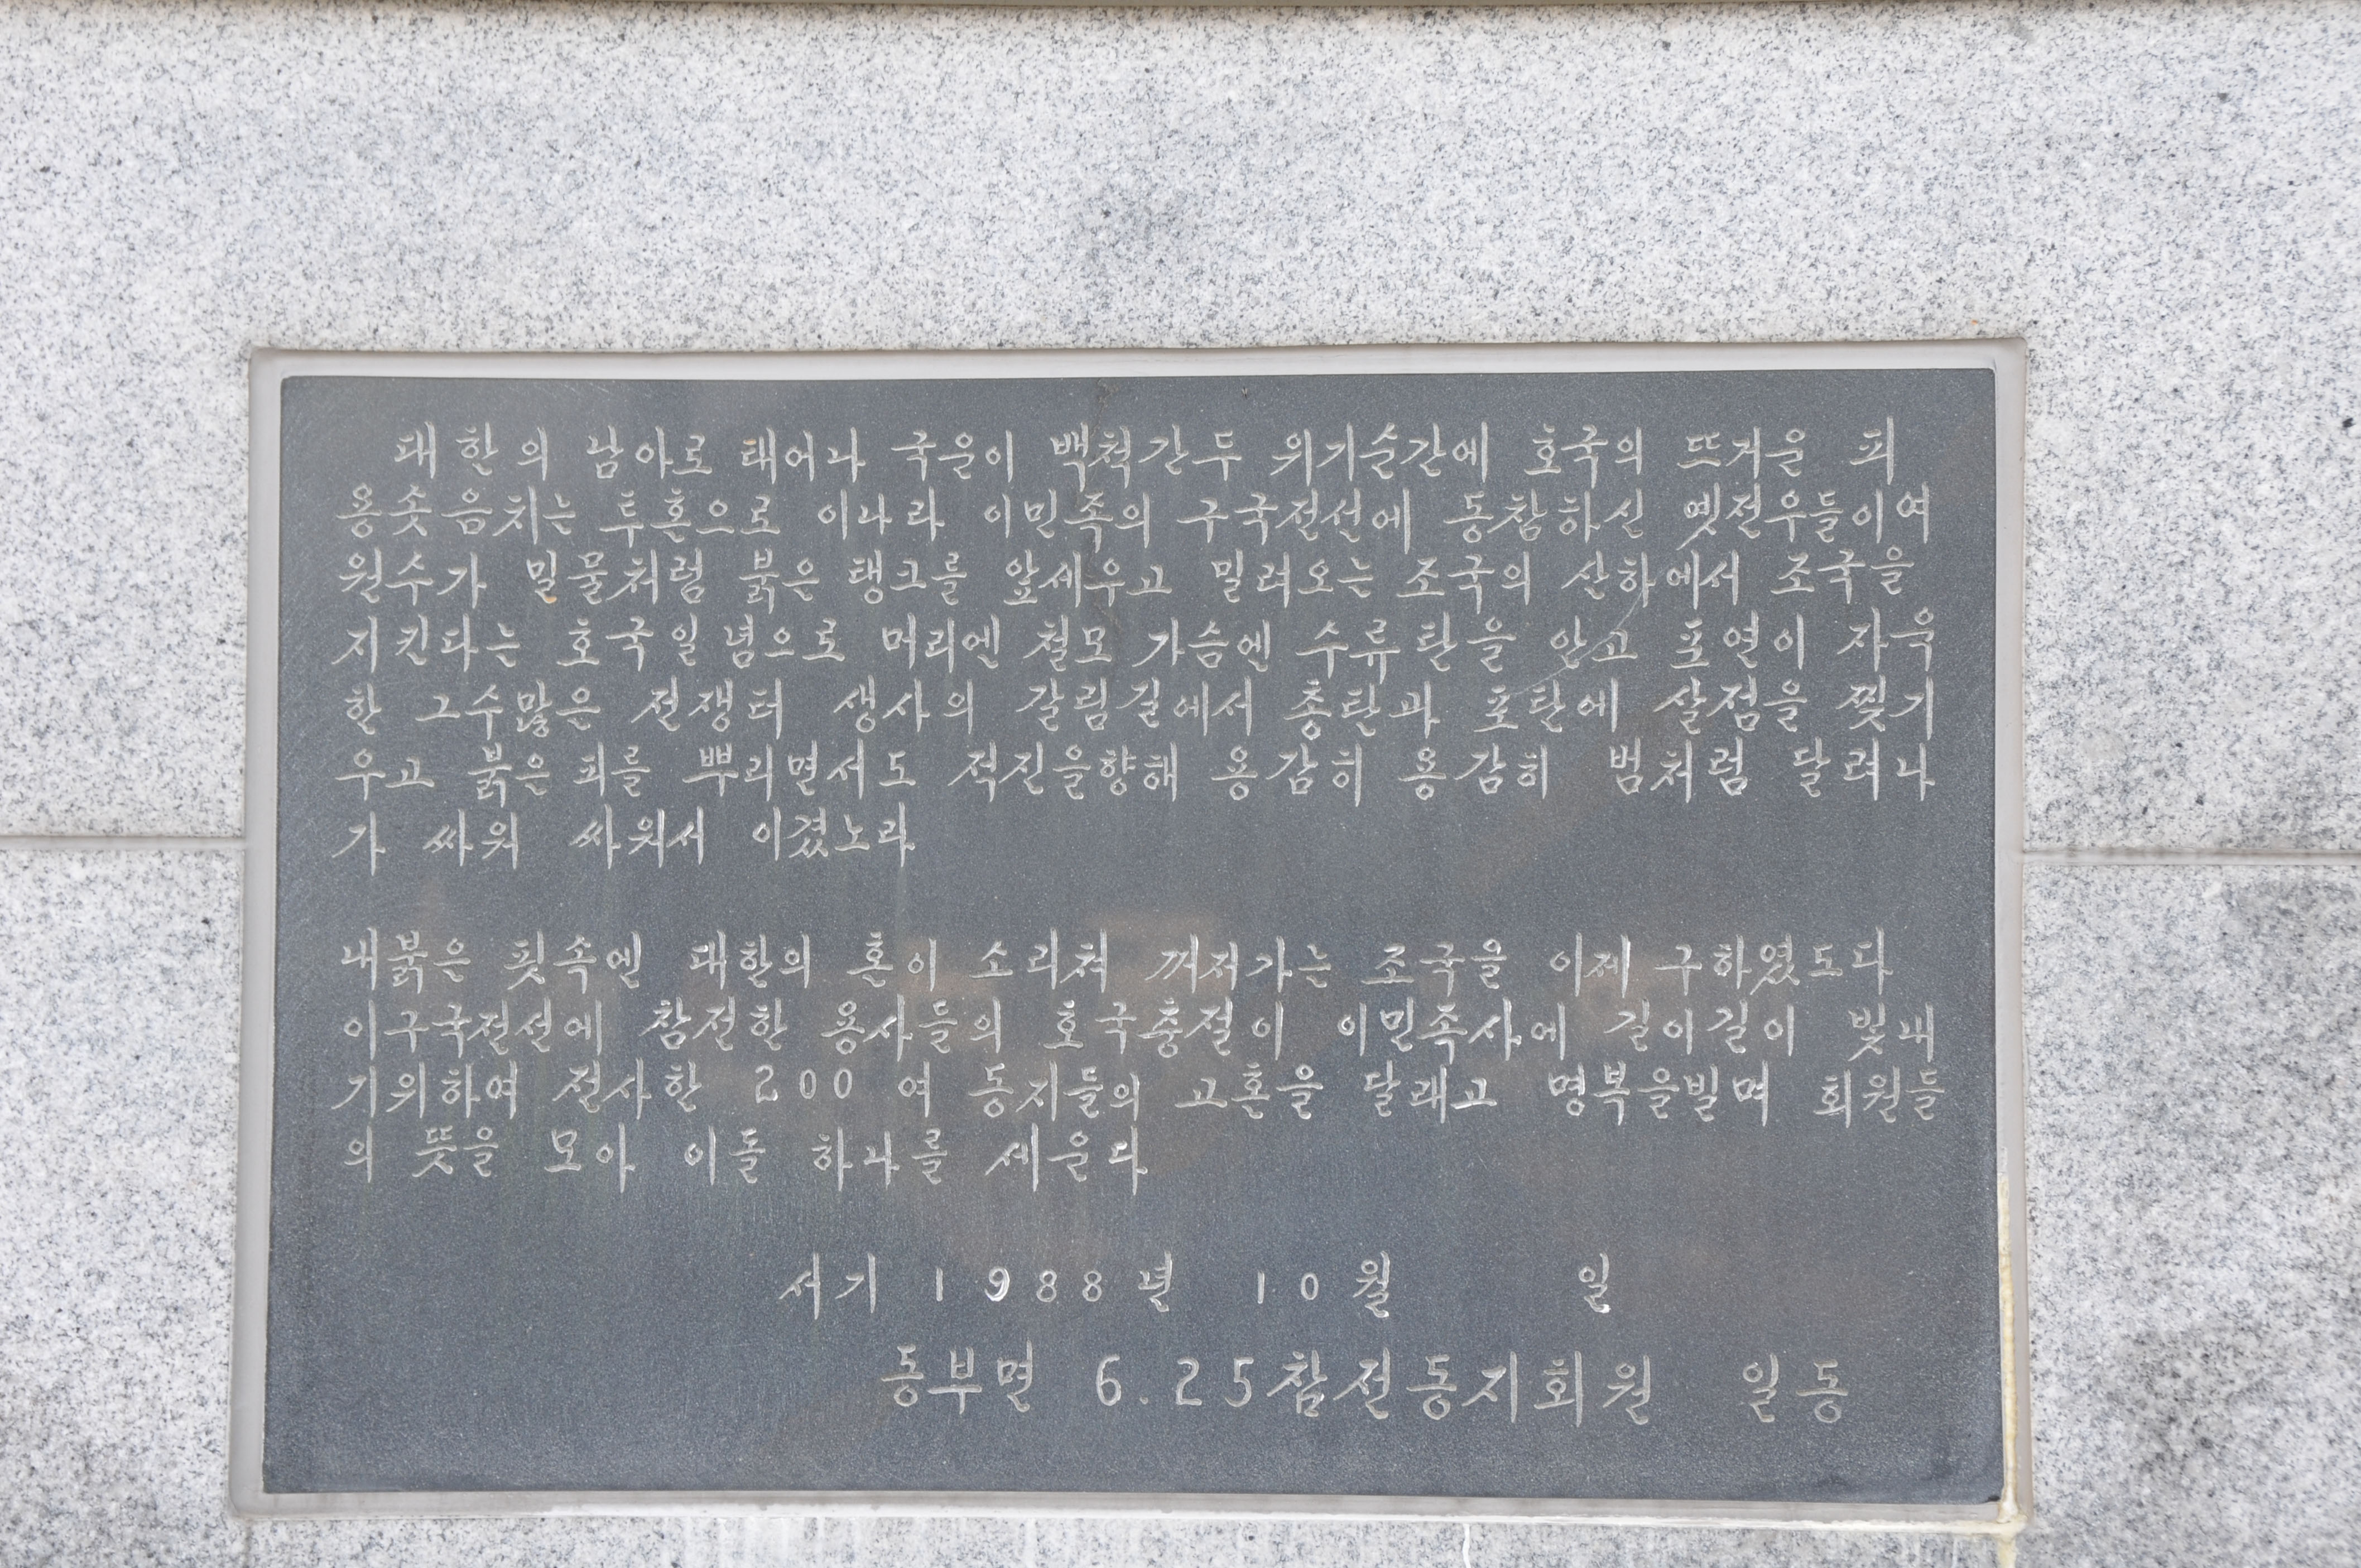 대한의 남아로 태어나 국운이 백척간두 위기순간에 호국의 뜨거운 피
용솟음치는 투혼으로 이나라 이민족의 구국전선에 동참하신 옛전우들이여
원수가 밀물처럼 붉은 탱크를 앞세우고 밀려오는 조국의 산하에서 조국을
지킨다는 호국일념으로 머리엔 철모 가슴엔 수류탄을 안고 포연이 자욱
한 그수많은 전쟁터 생사의 갈림길에서 총탄과 포탄에 살점을 찢기
우고 붉은 피를 뿌리면서도 적진을향해 용감히 용감히 범처럼 달려나
가 싸워 싸워서 이겼노라
내붉은 핏속엔 대한의 혼이 소리쳐 꺼져가는 조국을 이제 구하였도다
이구국전선에 참전한 용사들의 호국충절이 이민족사에 길이길이 빛내
기위하여 전사한 200여 동지들의 고혼을 달래고 명복을빌며 회원들
의 뜻을 모아 이돌 하나를 세운다
서기 1988년 10월 일
동부면 6.25참전동지회원 일동